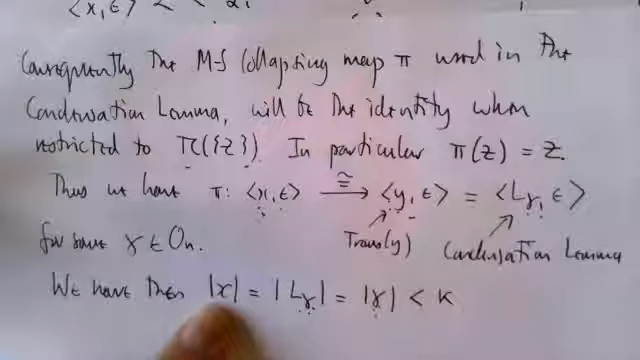 ⟨x, ∈⟩ ≺
Consequently the M-S Collapsing map π used in the
Condensation Lemma, will be the identity when
restricted to TC({z}). In particular π(z) = z.
Thus we have π: ⟨x, ∈⟩ ≅→ ⟨y, ∈⟩ = ⟨L_γ, ∈⟩
for some γ ∈ On. Trans(y) Condensation Lemma
We have then |x| = |L_γ| = |γ| < κ